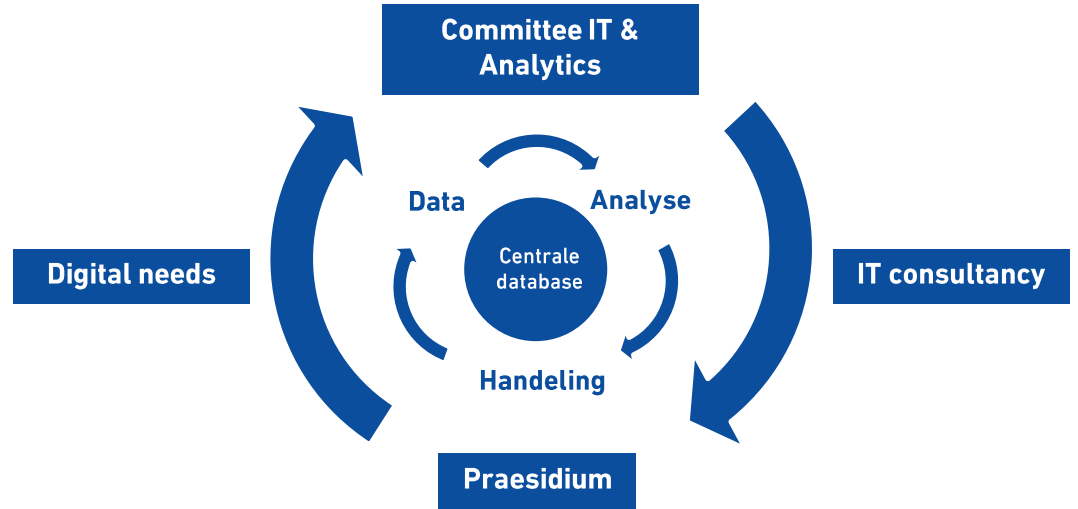 Committee IT &
Analytics
Data
Analyse
Centrale
database
Digital needs
IT consultancy
Handeling
Praesidium